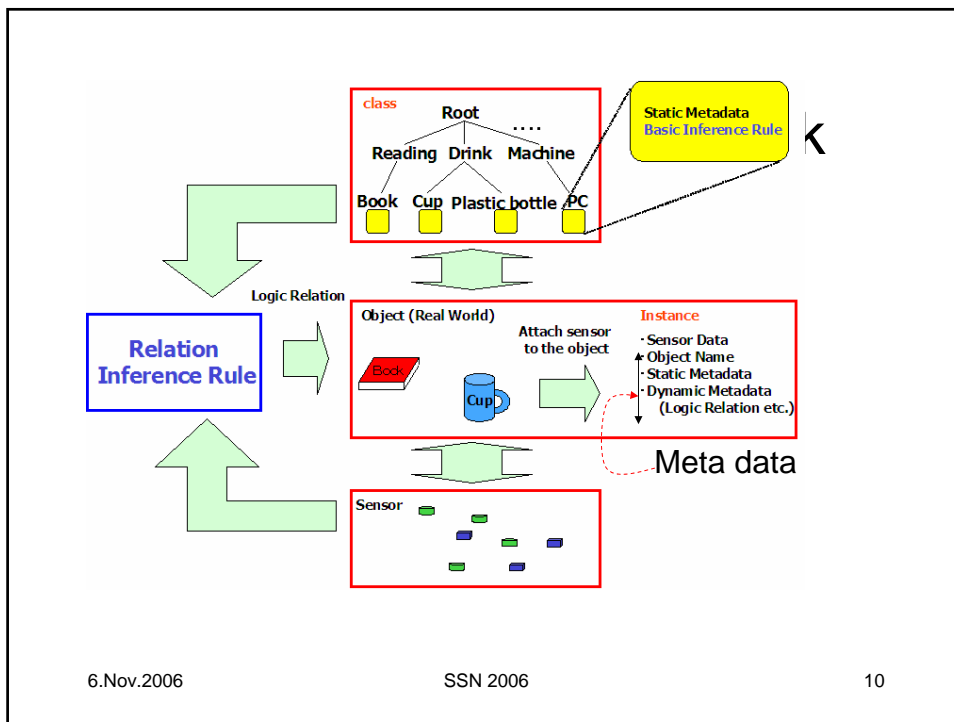 class
Root
....
Reading Drink Machine
Book Cup Plastic bottle PC
Static Metadata
Basic Inference Rule
Logic Relation
Relation
Inference Rule
Object (Real World)
Book
Cup
Attach sensor
to the object
Instance
- Sensor Data
- Object Name
- Static Metadata
- Dynamic Metadata
(Logic Relation etc.)
Meta data
Sensor
6.Nov.2006 SSN 2006 10